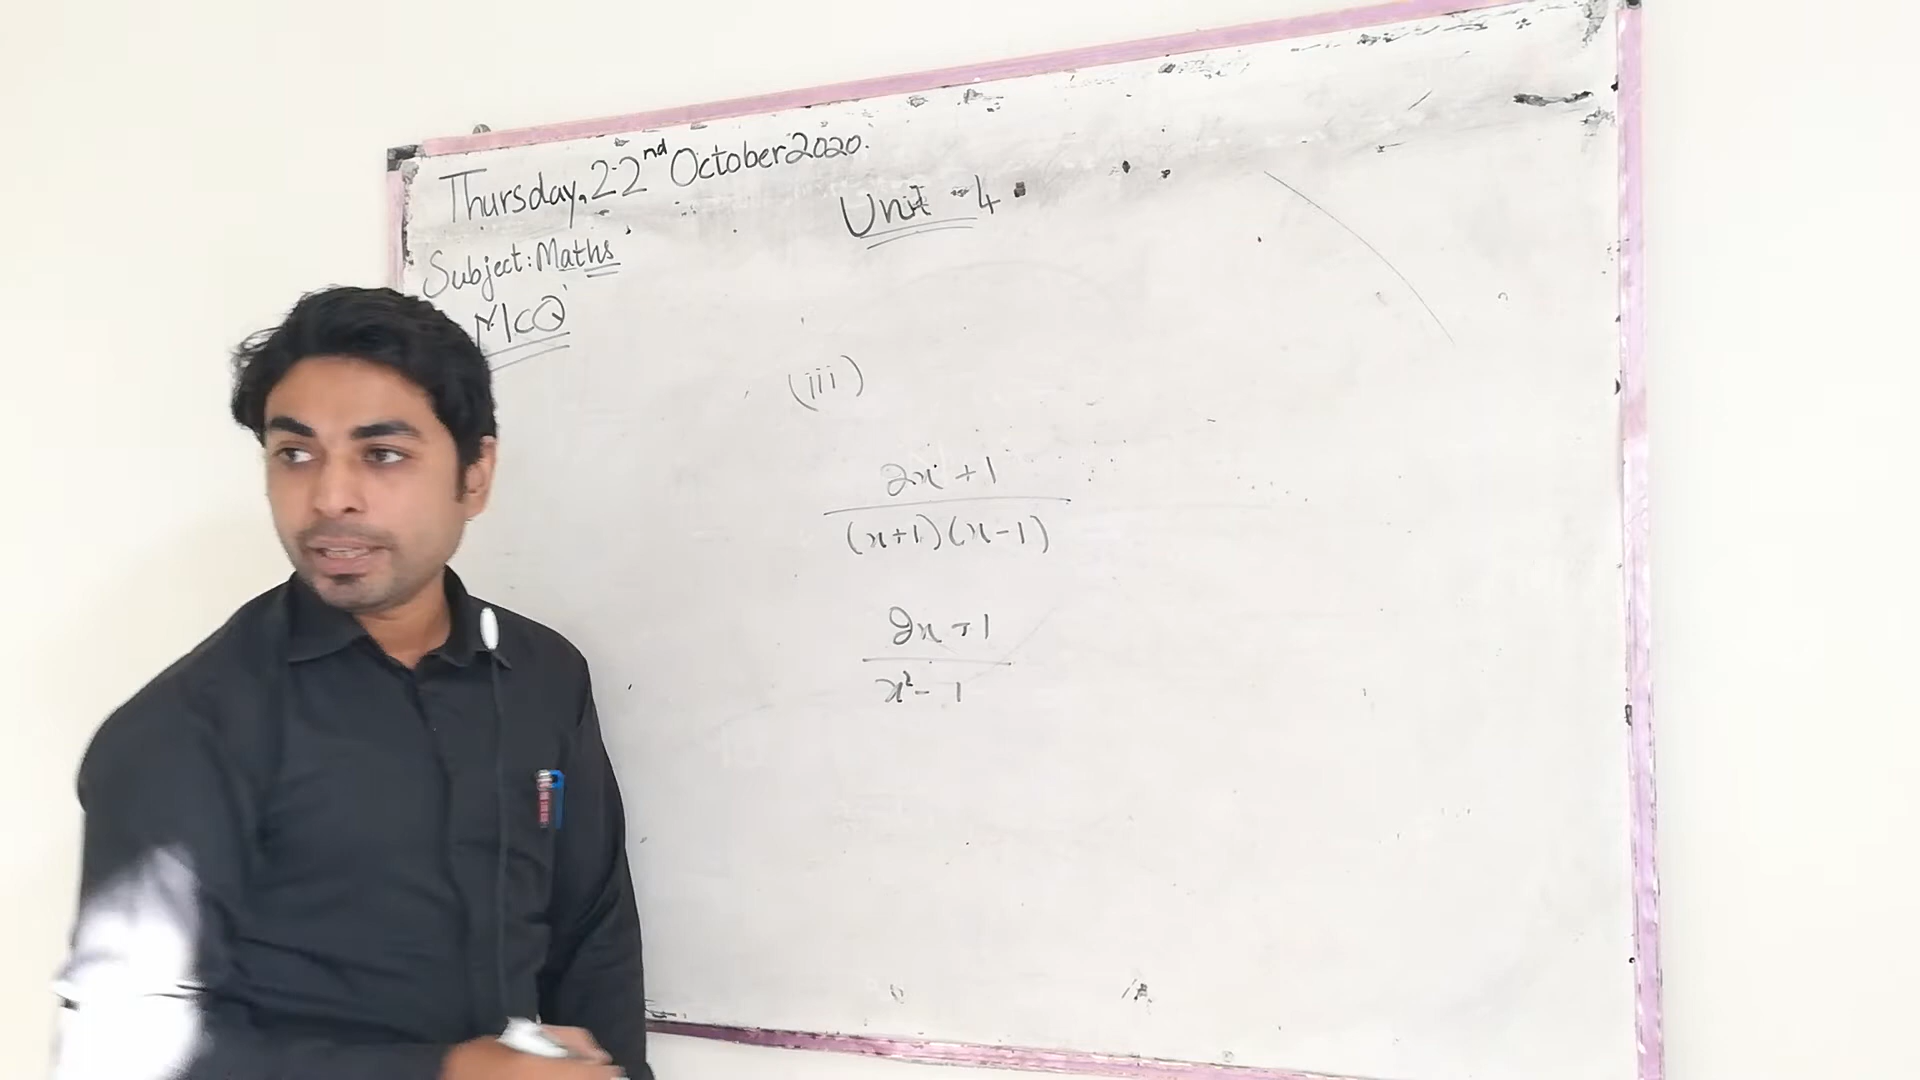 Thursday, 22nd October 2020.
Unit - 4
Subject: Maths
MCQ
(iii)
2x + 1
(x+1)(x-1)
2x + 1
x² - 1